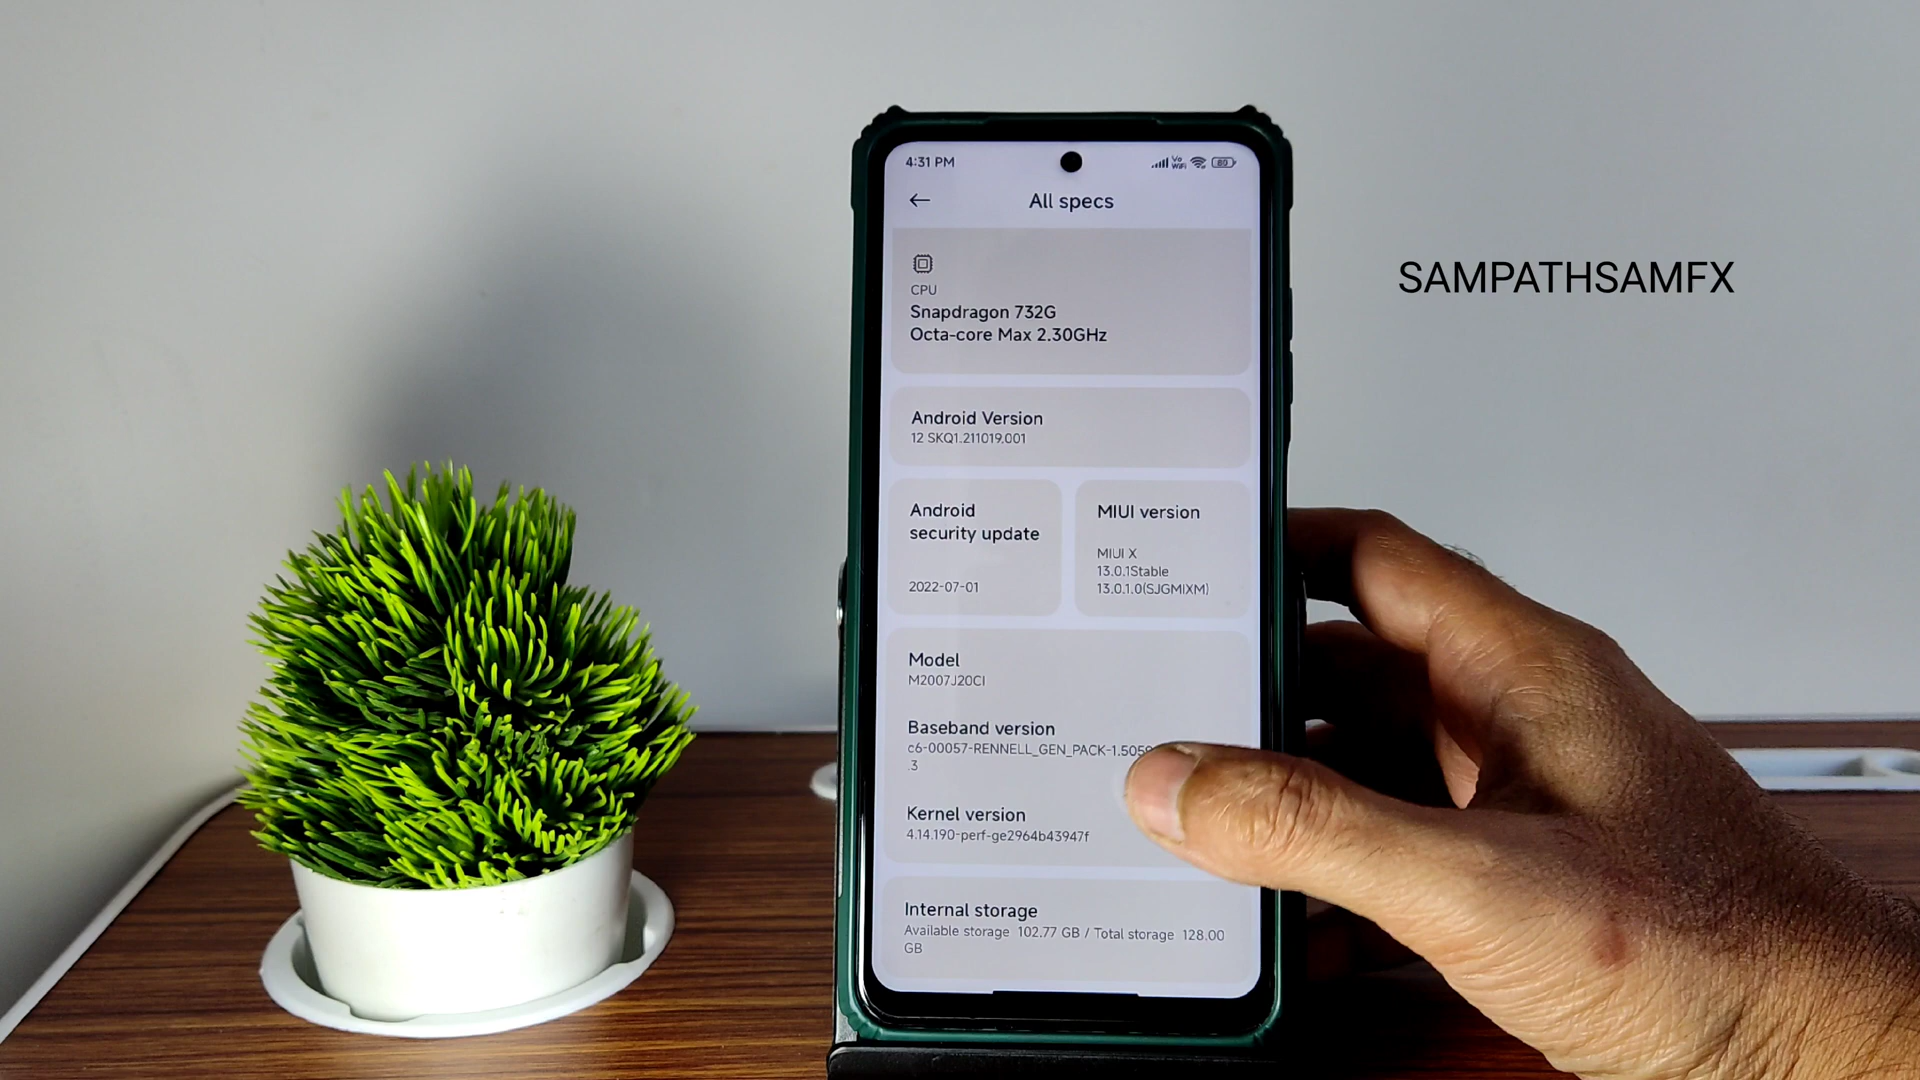 4:31 PM
Vo
WiFi
80
All specs
SAMPATHSAMFX
CPU
Snapdragon 732G
Octa-core Max 2.30GHz
Android Version
12 SKQ1.211019.001
Android
security update
2022-07-01
MIUI version
MIUI X
13.0.1Stable
13.0.1.0(SJGMIXM)
Model
M2007J20CI
Baseband version
c6-00057-RENNELL_GEN_PACK-1.505
.3
Kernel version
4.14.190-perf-ge2964b43947f
Internal storage
Available storage 102.77 GB / Total storage 128.00
GB